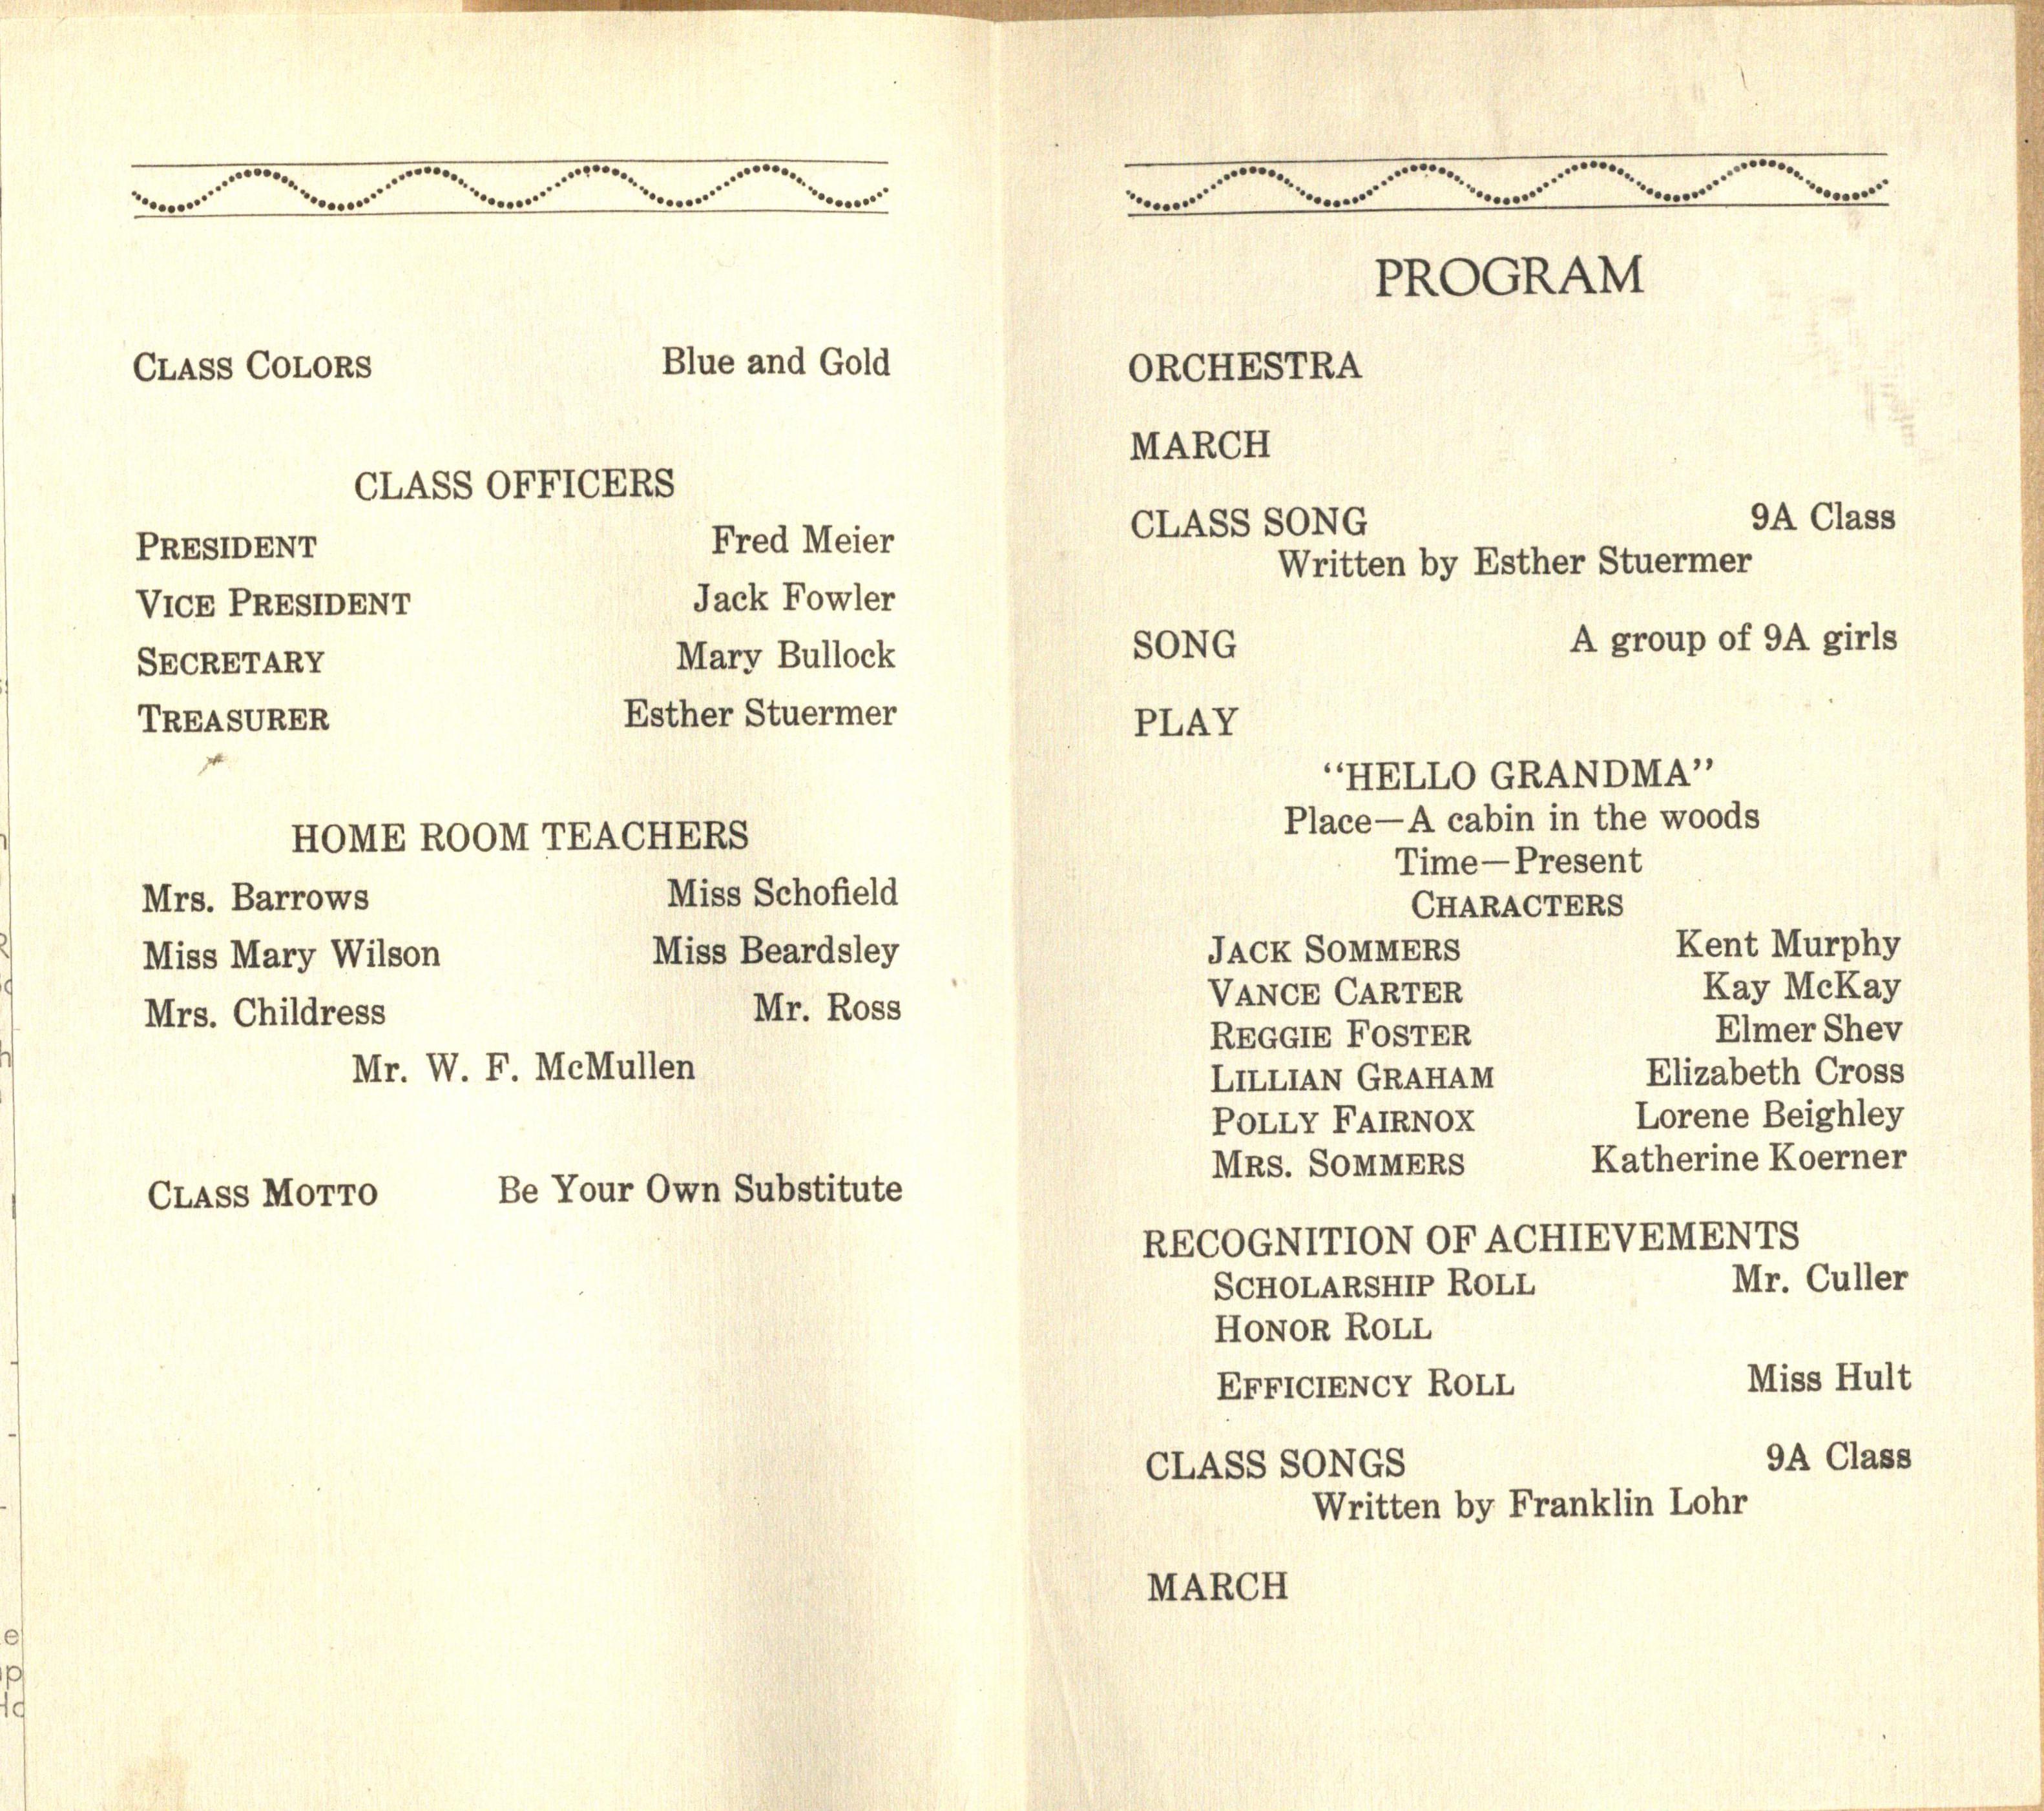 CLASS COLORS Blue and Gold
CLASS OFFICERS
PRESIDENT Fred Meier
VICE PRESIDENT Jack Fowler
SECRETARY Mary Bullock
TREASURER Esther Stuermer
HOME ROOM TEACHERS
Mrs. Barrows Miss Schofield
Miss Mary Wilson Miss Beardsley
Mrs. Childress Mr. Ross
Mr. W. F. McMullen
CLASS MOTTO Be Your Own Substitute
PROGRAM
ORCHESTRA
MARCH
CLASS SONG 9A Class
Written by Esther Stuermer
SONG A group of 9A girls
PLAY
“HELLO GRANDMA”
Place—A cabin in the woods
Time—Present
CHARACTERS
JACK SOMMERS Kent Murphy
VANCE CARTER Kay McKay
REGGIE FOSTER Elmer Shev
LILLIAN GRAHAM Elizabeth Cross
POLLY FAIRNOX Lorene Beighley
MRS. SOMMERS Katherine Koerner
RECOGNITION OF ACHIEVEMENTS
SCHOLARSHIP ROLL Mr. Culler
HONOR ROLL
EFFICIENCY ROLL Miss Hult
CLASS SONGS 9A Class
Written by Franklin Lohr
MARCH